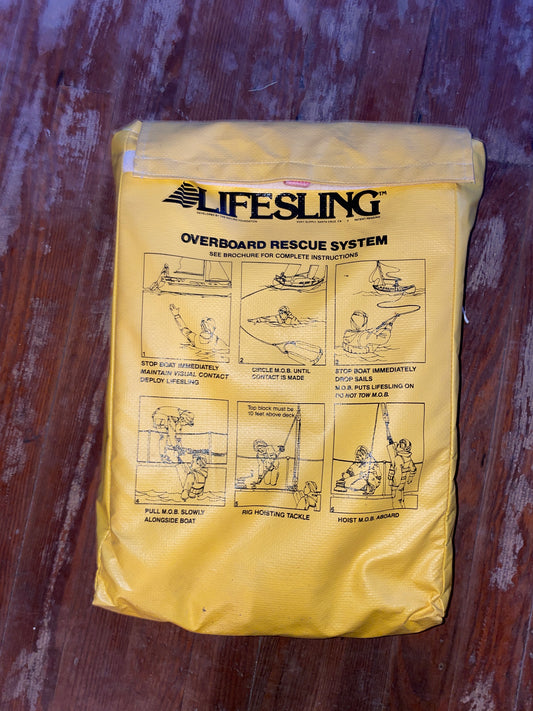 LIFESLING™
OVERBOARD RESCUE SYSTEM
SEE BROCHURE FOR COMPLETE INSTRUCTIONS
1
2
3
STOP BOAT IMMEDIATELY
MAINTAIN VISUAL CONTACT
DEPLOY LIFESLING
CIRCLE M.O.B. UNTIL
CONTACT IS MADE
STOP BOAT IMMEDIATELY
DROP SAILS
M.O.B. PUTS LIFESLING ON
DO NOT TOW M.O.B.
Top block must be
10 feet above deck
4
5
6
PULL M.O.B. SLOWLY
ALONGSIDE BOAT
RIG HOISTING TACKLE
HOIST M.O.B. ABOARD